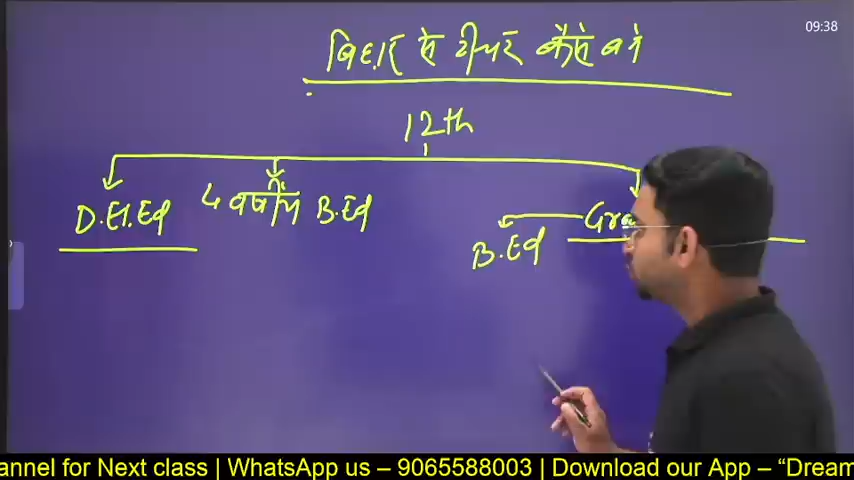 09:38
बिहार में टीचर कैसे बने
12th
D.El.Ed
4 वर्षीय B.Ed
Gra
B.Ed
annel for Next class | WhatsApp us – 9065588003 | Download our App – “Dream